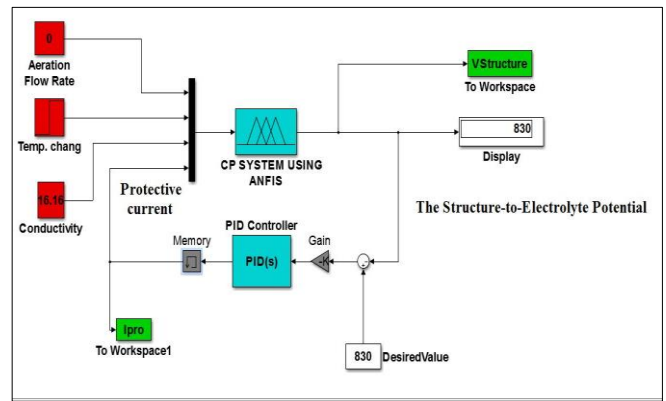 0
Aeration
Flow Rate
Temp. chang
16.16
Conductivity
Protective
current
CP SYSTEM USING
ANFIS
VStructure
To Workspace
830
Display
The Structure-to-Electrolyte Potential
PID Controller
PID(s)
Memory
Gain
-K
Ipro
To Workspace1
830
DesiredValue